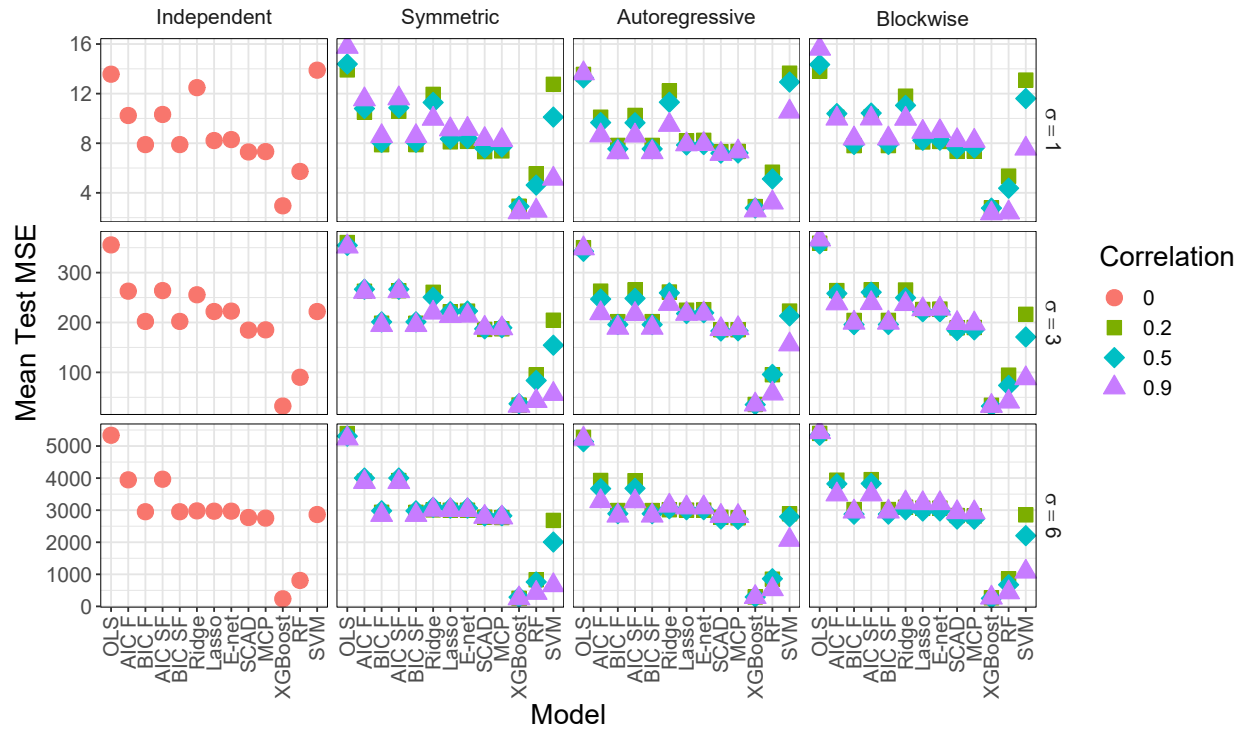 Independent
Symmetric
Autoregressive
Blockwise
Mean Test MSE
16
12
8
4
σ = 1
300
200
100
σ = 3
5000
4000
3000
2000
1000
0
σ = 6
OLS
AIC F
BIC F
AIC SF
BIC SF
Ridge
Lasso
E-net
SCAD
MCP
XGBoost
RF
SVM
OLS
AIC F
BIC F
AIC SF
BIC SF
Ridge
Lasso
E-net
SCAD
MCP
XGBoost
RF
SVM
OLS
AIC F
BIC F
AIC SF
BIC SF
Ridge
Lasso
E-net
SCAD
MCP
XGBoost
RF
SVM
OLS
AIC F
BIC F
AIC SF
BIC SF
Ridge
Lasso
E-net
SCAD
MCP
XGBoost
RF
SVM
Model
Correlation
0
0.2
0.5
0.9